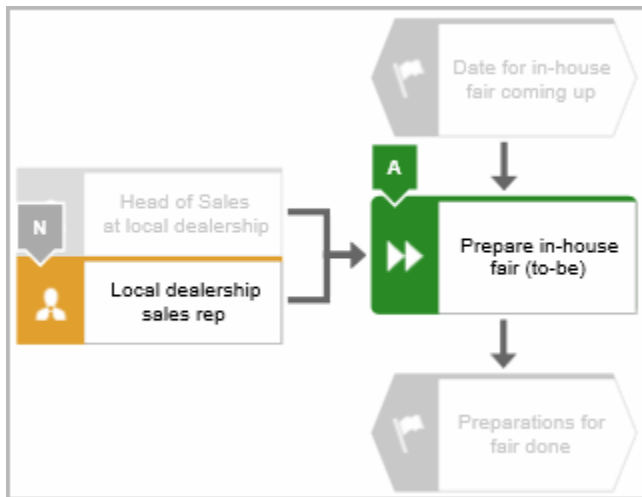 Date for in-house
fair coming up
A
Head of Sales
at local dealership
N
Prepare in-house
fair (to-be)
Local dealership
sales rep
Preparations for
fair done